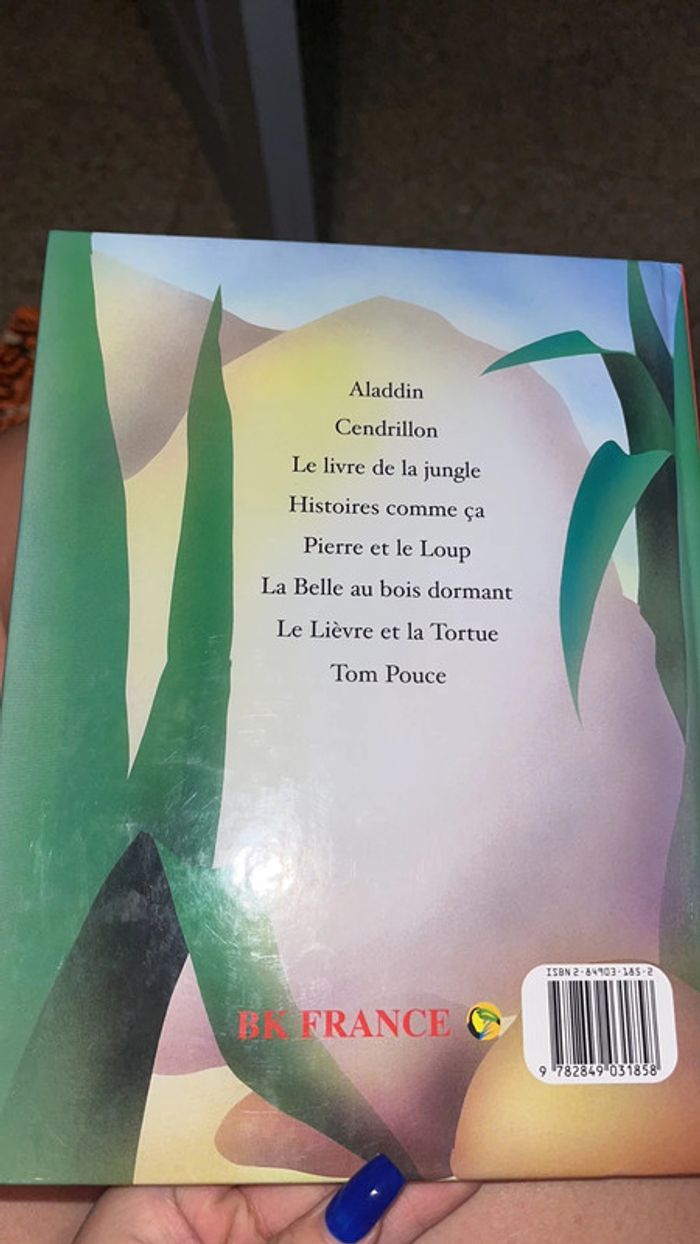 Aladdin
Cendrillon
Le livre de la jungle
Histoires comme ça
Pierre et le Loup
La Belle au bois dormant
Le Lièvre et la Tortue
Tom Pouce
BK FRANCE
ISBN 2-84903-185-2
9 782849 031858